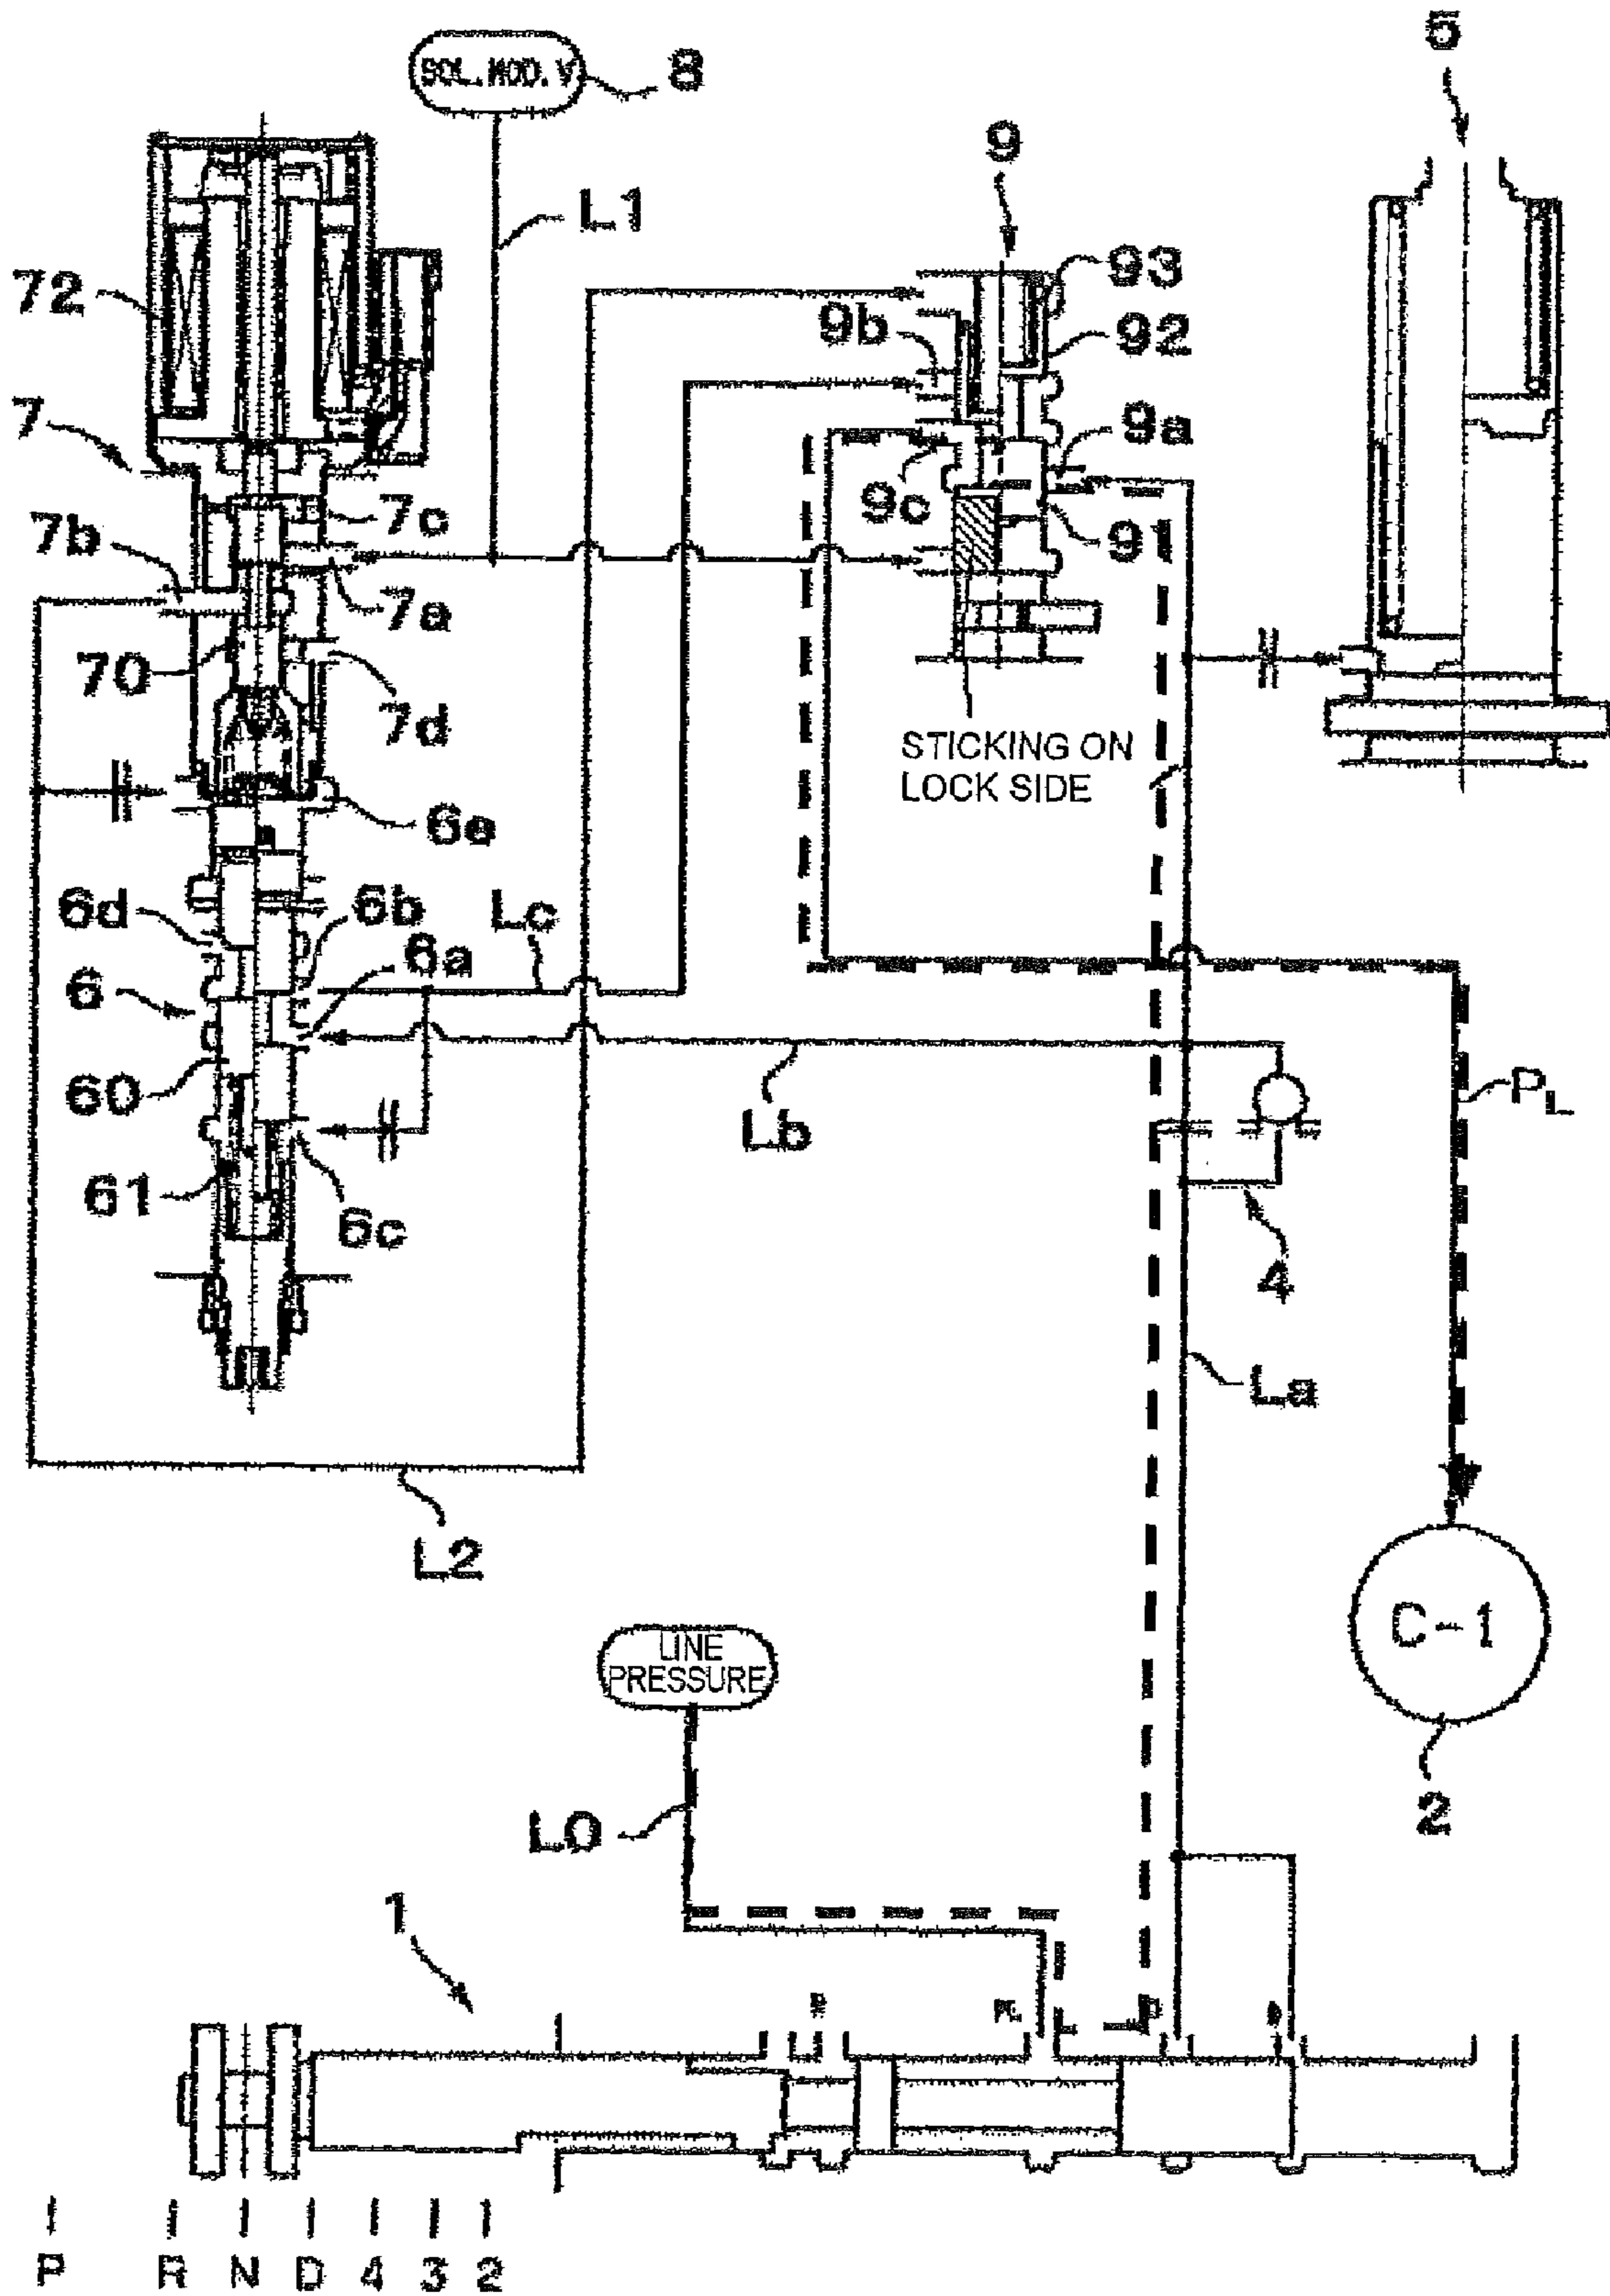 5
SOL. MOD. V
8
9
L1
93
72
9b
92
7
9a
7c
9c
7b
91
7a
70
7d
STICKING ON
LOCK SIDE
6e
6d
Lc
6b
6a
6
60
PL
Lb
61
6c
4
La
L2
C-1
LINE
PRESSURE
2
L0
1
R
PL
D
D
P R N D 4 3 2